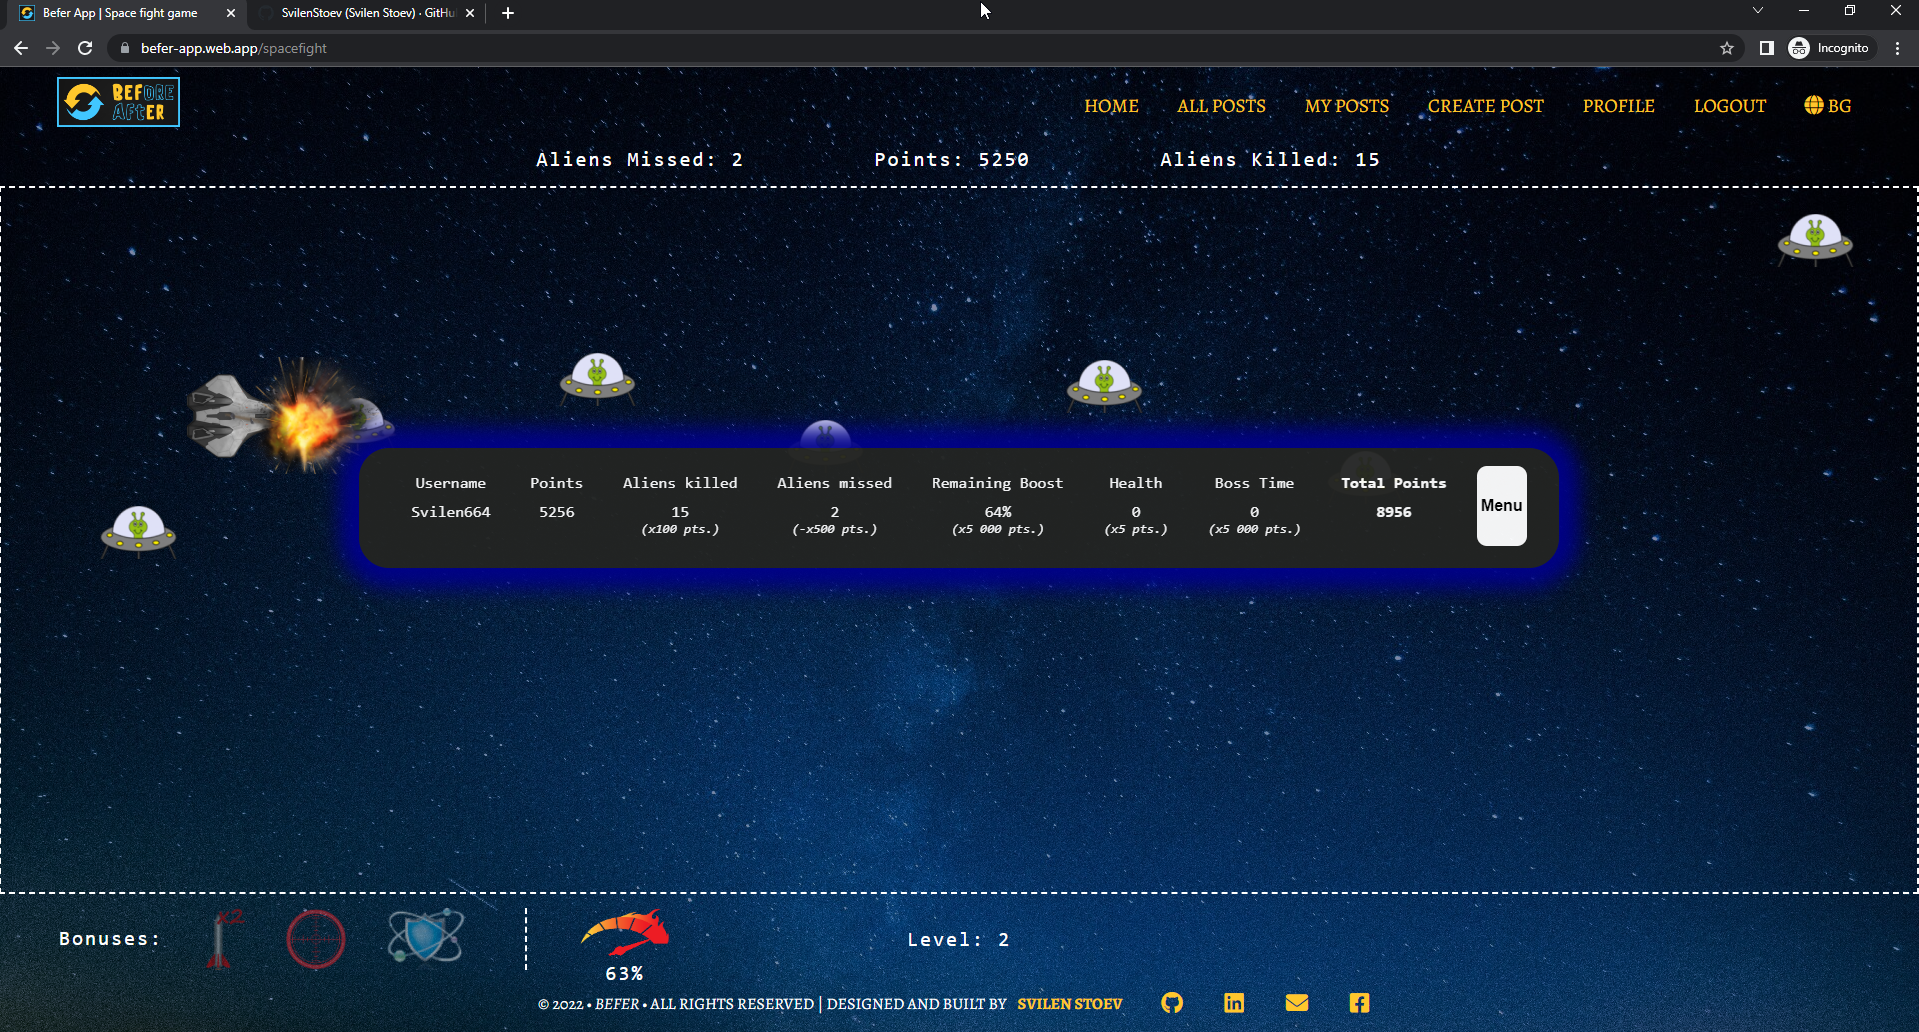 Befer App | Space fight game
SvilenStoev (Svilen Stoev) · GitHu
befer-app.web.app/spacefight
Incognito
BEFORE
AftER
HOME ALL POSTS MY POSTS CREATE POST PROFILE LOGOUT BG
Aliens Missed: 2 Points: 5250 Aliens Killed: 15
Username Points Aliens killed Aliens missed Remaining Boost Health Boss Time Total Points
Svilen664 5256 15 2 64% 0 0 8956
(x100 pts.) (-x500 pts.) (x5 000 pts.) (x5 pts.) (x5 000 pts.)
Menu
X2
Bonuses:
63%
Level: 2
© 2022 • BEFER • ALL RIGHTS RESERVED | DESIGNED AND BUILT BY SVILEN STOEV